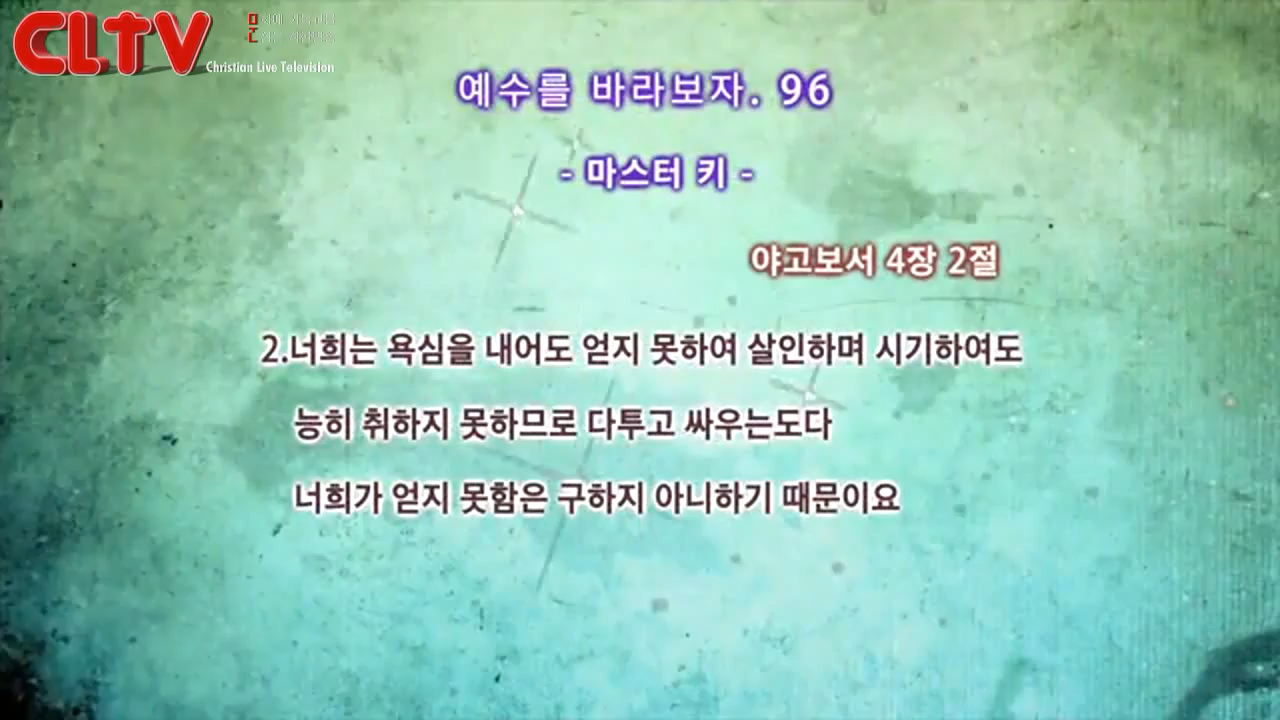 CLTV
Christian Live Television
예수를 바라보자. 96
- 마스터 키 -
야고보서 4장 2절
2.너희는 욕심을 내어도 얻지 못하여 살인하며 시기하여도
능히 취하지 못하므로 다투고 싸우는도다
너희가 얻지 못함은 구하지 아니하기 때문이요